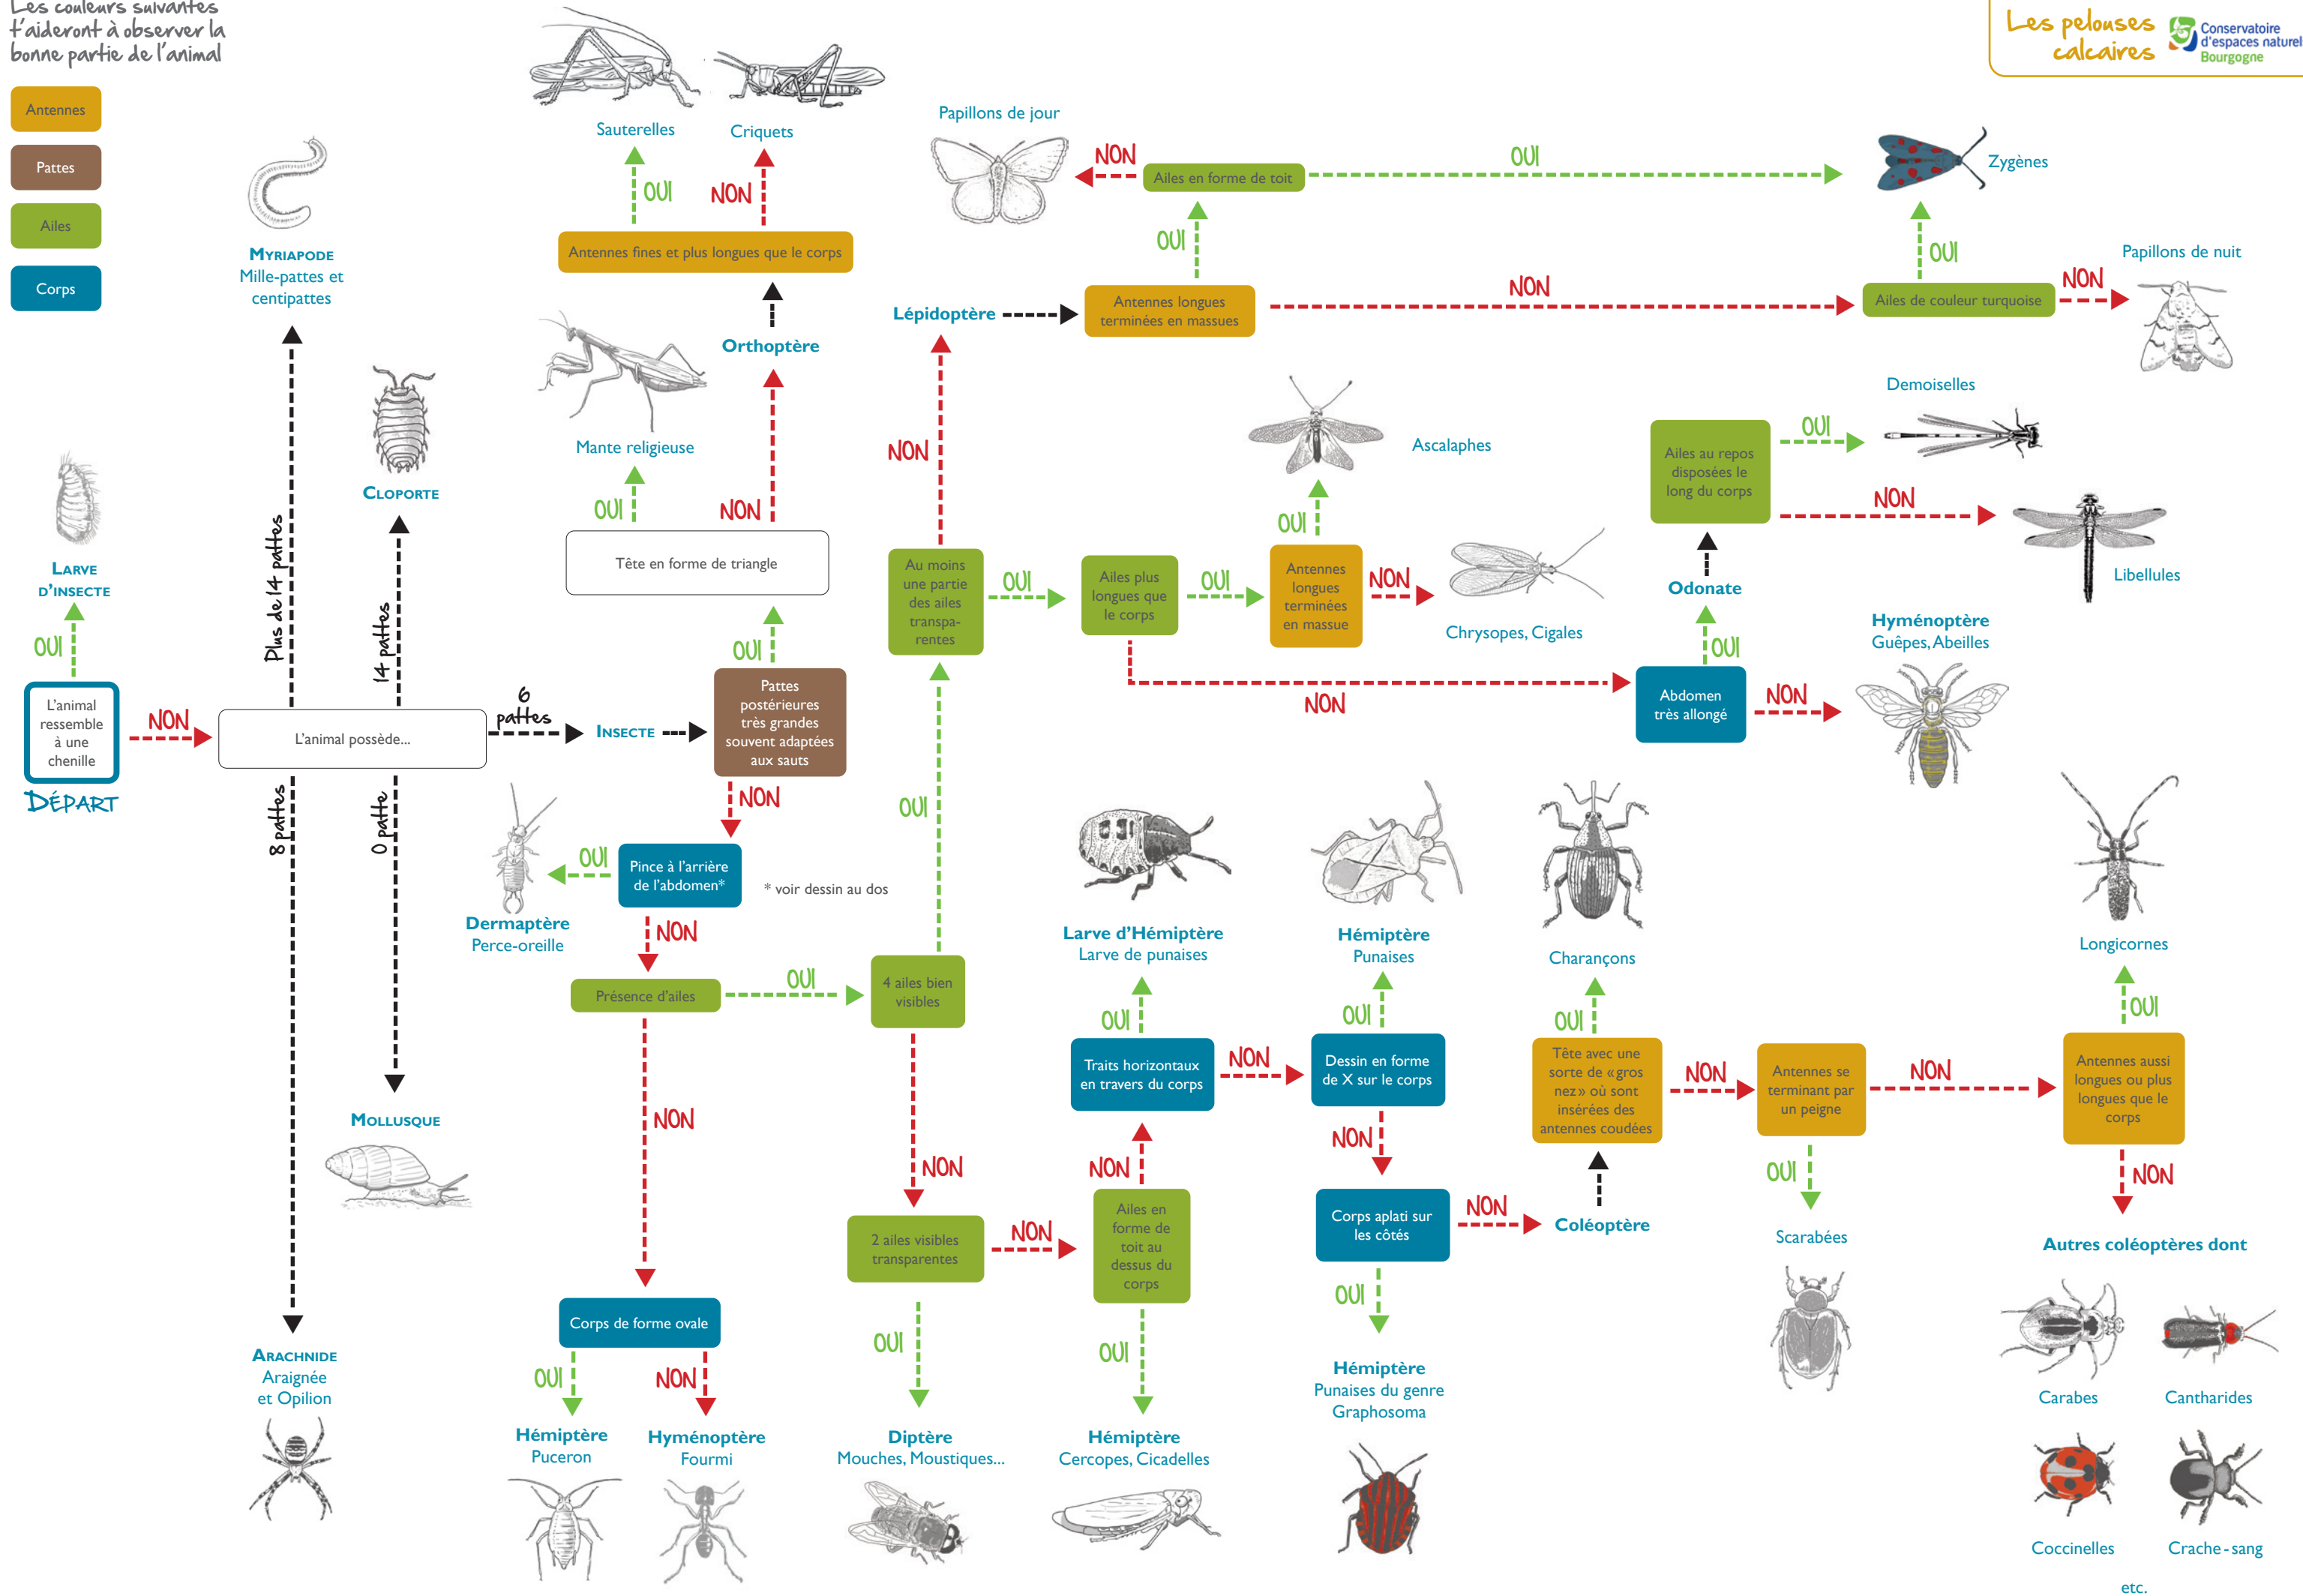 Les couleurs suivantes
t'aideront à observer la
bonne partie de l'animal
Antennes
Pattes
Ailes
Corps
Les pelouses
calcaires
Conservatoire
d'espaces naturel
Bourgogne
DÉPART
L'animal
ressemble
à une
chenille
OUI
LARVE
D'INSECTE
NON
L'animal possède...
Plus de 14 pattes
MYRIAPODE
Mille-pattes et
centipattes
14 pattes
CLOPORTE
8 pattes
ARACHNIDE
Araignée
et Opilion
0 patte
MOLLUSQUE
6
pattes
INSECTE
Pattes
postérieures
très grandes
souvent adaptées
aux sauts
OUI
Tête en forme de triangle
OUI
Mante religieuse
NON
Orthoptère
Antennes fines et plus longues que le corps
OUI
Sauterelles
NON
Criquets
NON
Pince à l'arrière
de l'abdomen*
* voir dessin au dos
OUI
Dermaptère
Perce-oreille
NON
Présence d'ailes
NON
Corps de forme ovale
OUI
Hémiptère
Puceron
NON
Hyménoptère
Fourmi
OUI
4 ailes bien
visibles
OUI
Au moins
une partie
des ailes
transpa-
rentes
NON
Lépidoptère
Antennes longues
terminées en massues
OUI
Ailes en forme de toit
NON
Papillons de jour
OUI
Zygènes
NON
Ailes de couleur turquoise
OUI
NON
Papillons de nuit
OUI
Ailes plus
longues que
le corps
OUI
Antennes
longues
terminées
en massue
OUI
Ascalaphes
NON
Chrysopes, Cigales
NON
Abdomen
très allongé
OUI
Odonate
Ailes au repos
disposées le
long du corps
OUI
Demoiselles
NON
Libellules
NON
Hyménoptère
Guêpes, Abeilles
NON
2 ailes visibles
transparentes
OUI
Diptère
Mouches, Moustiques...
NON
Ailes en
forme de
toit au
dessus du
corps
OUI
Hémiptère
Cercopes, Cicadelles
NON
Traits horizontaux
en travers du corps
OUI
Larve d'Hémiptère
Larve de punaises
NON
Dessin en forme
de X sur le corps
OUI
Hémiptère
Punaises
NON
Corps aplati sur
les côtés
OUI
Hémiptère
Punaises du genre
Graphosoma
NON
Coléoptère
Tête avec une
sorte de «gros
nez» où sont
insérées des
antennes coudées
OUI
Charançons
NON
Antennes se
terminant par
un peigne
OUI
Scarabées
NON
Antennes aussi
longues ou plus
longues que le
corps
OUI
Longicornes
NON
Autres coléoptères dont
Carabes
Cantharides
Coccinelles
Crache-sang
etc.